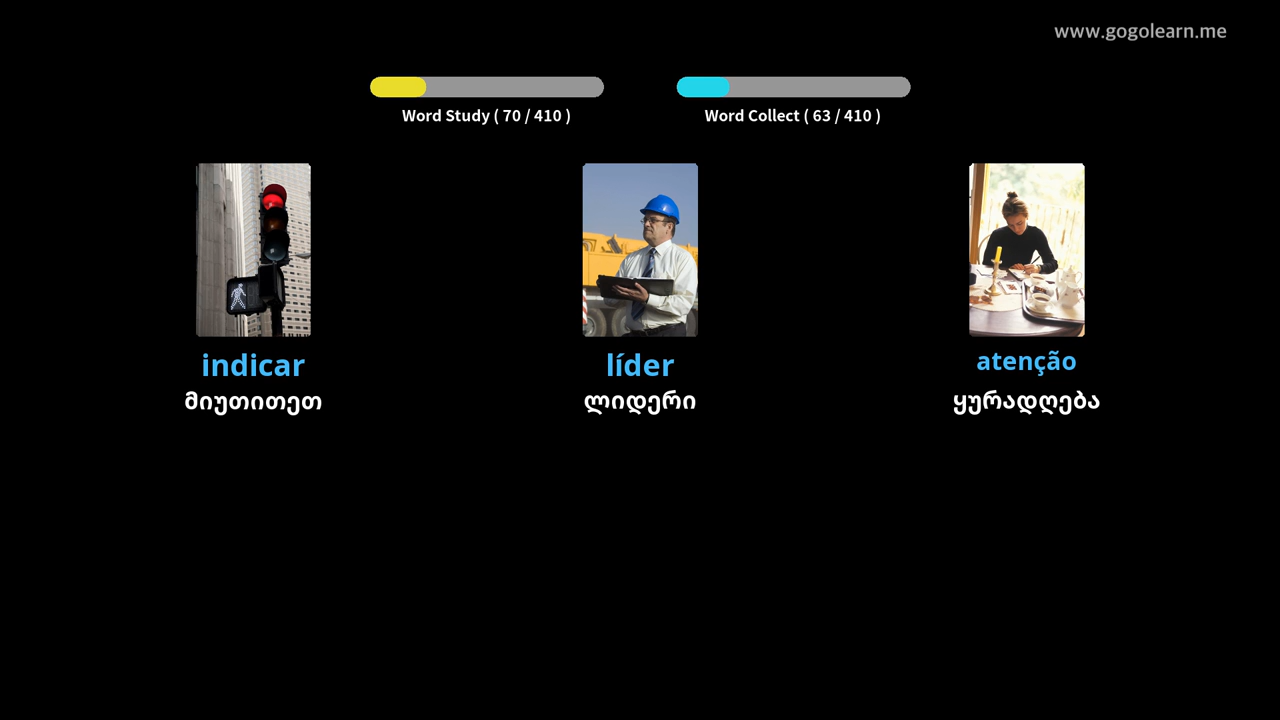 www.gogolearn.me
Word Study ( 70 / 410 )
Word Collect ( 63 / 410 )
indicar
líder
atenção
მიუთითეთ
ლიდერი
ყურადღება